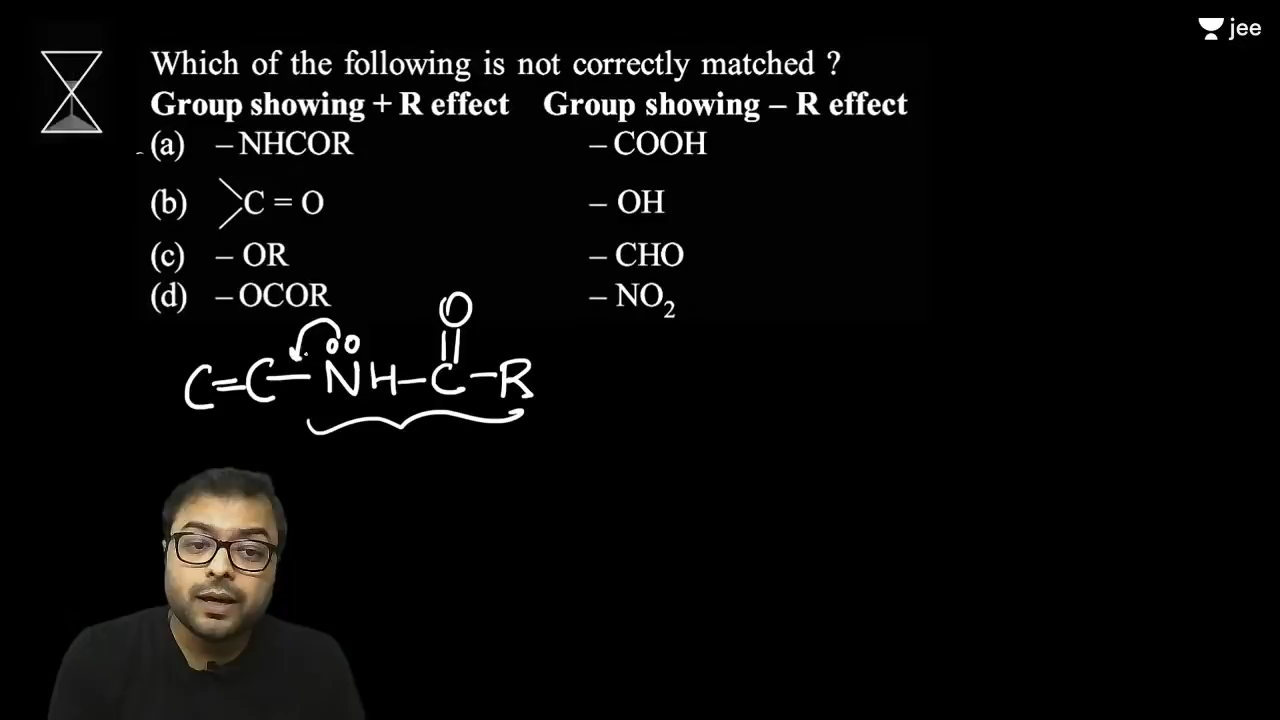 jee
Which of the following is not correctly matched ?
Group showing + R effect Group showing – R effect
(a) – NHCOR – COOH
(b) >C = O – OH
(c) – OR – CHO
(d) – OCOR – NO2
O
C=C–NH–C–R